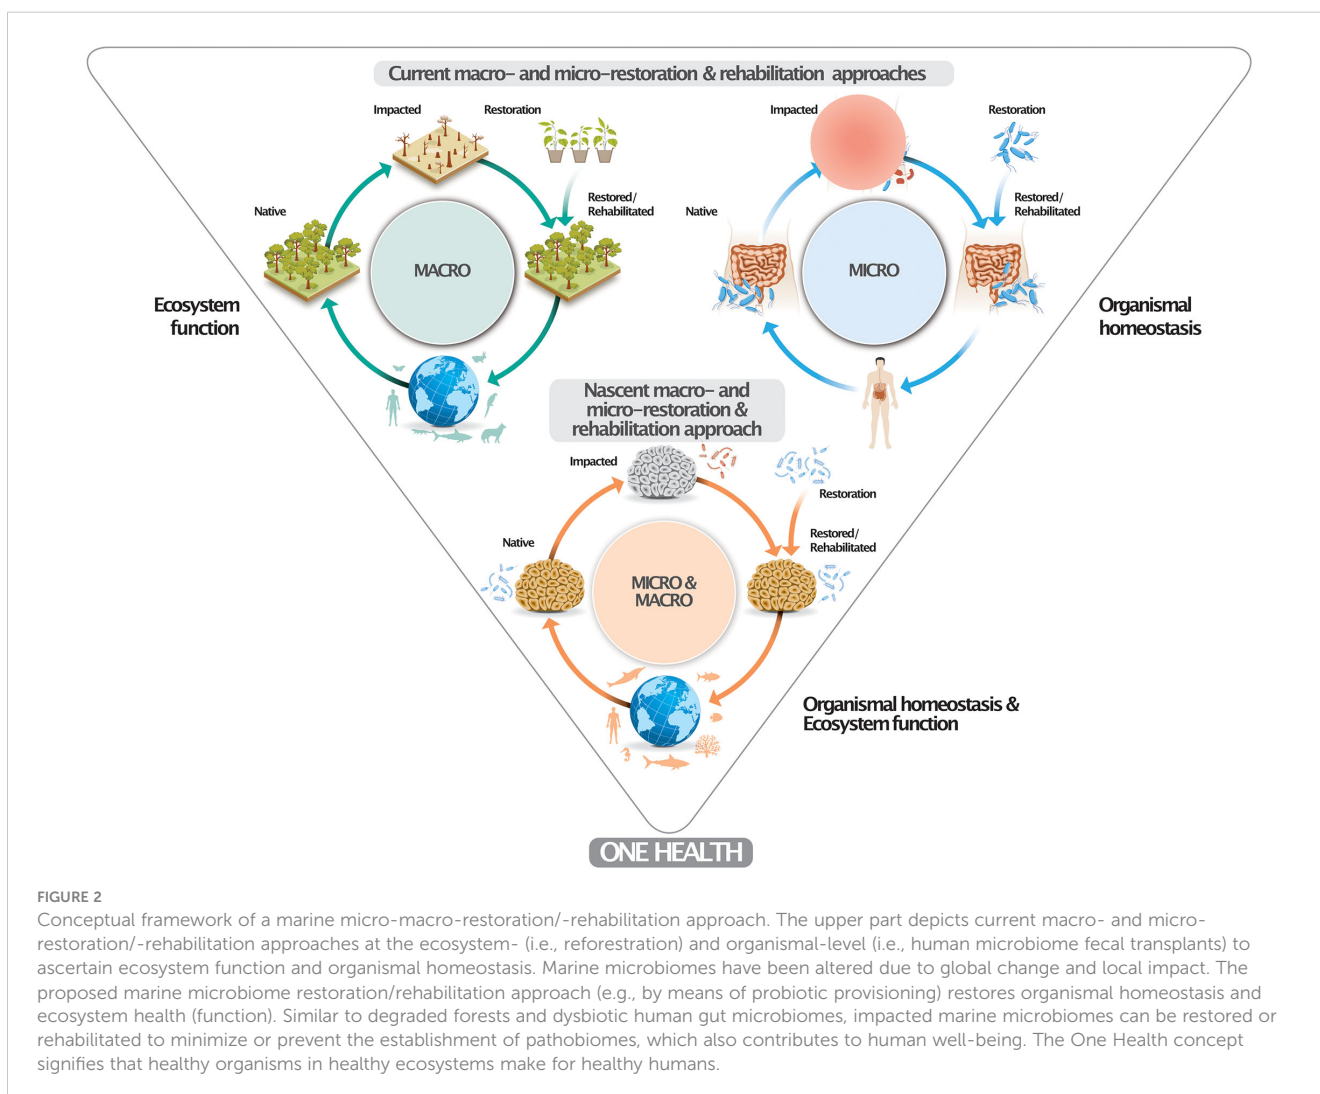 Current macro- and micro-restoration & rehabilitation approaches
Impacted
Restoration
Native
Restored/
Rehabilitated
MACRO
Ecosystem
function
Impacted
Restoration
Native
Restored/
Rehabilitated
MICRO
Organismal
homeostasis
Nascent macro- and
micro-restoration &
rehabilitation approach
Impacted
Restoration
Native
Restored/
Rehabilitated
MICRO &
MACRO
Organismal homeostasis &
Ecosystem function
ONE HEALTH
FIGURE 2
Conceptual framework of a marine micro-macro-restoration/-rehabilitation approach. The upper part depicts current macro- and micro-
restoration/-rehabilitation approaches at the ecosystem- (i.e., reforestration) and organismal-level (i.e., human microbiome fecal transplants) to
ascertain ecosystem function and organismal homeostasis. Marine microbiomes have been altered due to global change and local impact. The
proposed marine microbiome restoration/rehabilitation approach (e.g., by means of probiotic provisioning) restores organismal homeostasis and
ecosystem health (function). Similar to degraded forests and dysbiotic human gut microbiomes, impacted marine microbiomes can be restored or
rehabilitated to minimize or prevent the establishment of pathobiomes, which also contributes to human well-being. The One Health concept
signifies that healthy organisms in healthy ecosystems make for healthy humans.